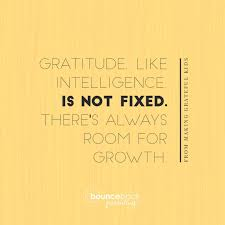 GRATITUDE, LIKE
INTELLIGENCE,
IS NOT FIXED.
THERE'S ALWAYS
ROOM FOR
GROWTH.
FROM MAKING GRATEFUL KIDS
bounceback
parenting